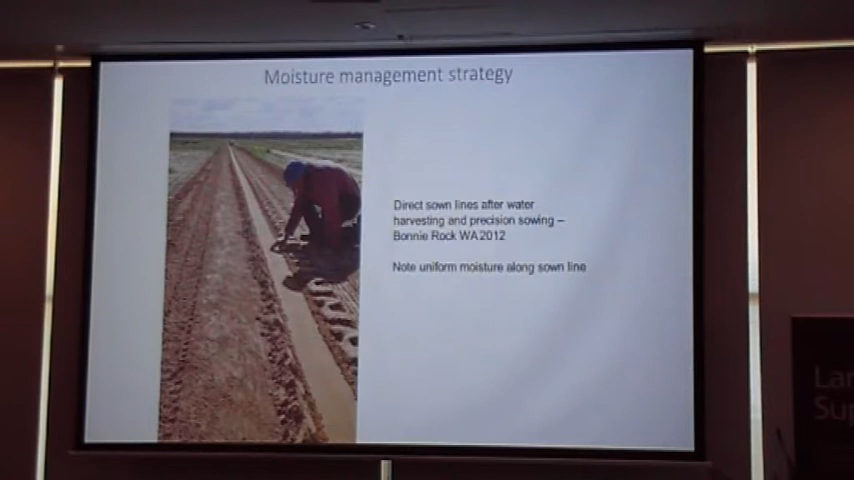 Moisture management strategy
Direct sown lines after water
harvesting and precision sowing –
Bonnie Rock WA 2012
Note uniform moisture along sown line